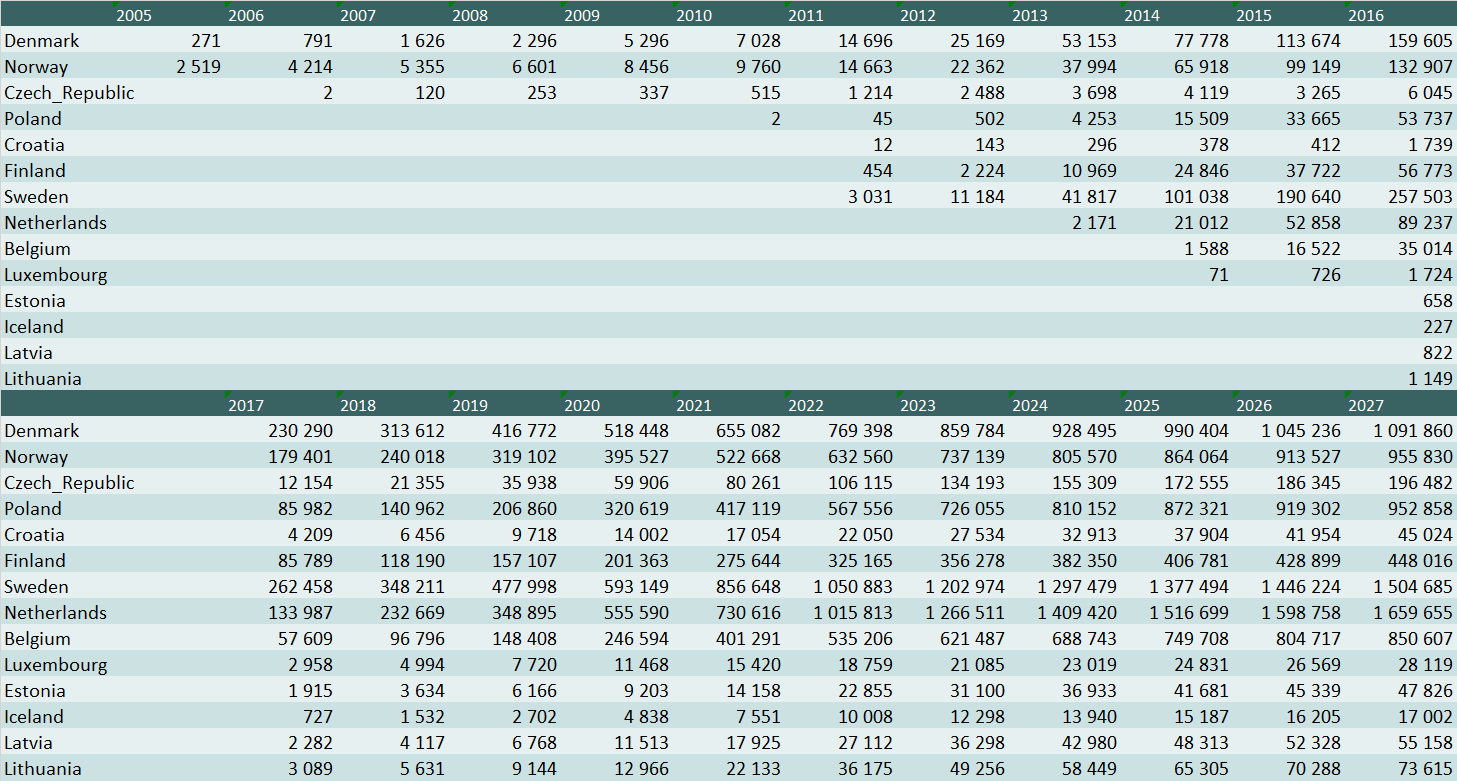 2005 2006 2007 2008 2009 2010 2011 2012 2013 2014 2015 2016
Denmark 271 791 1 626 2 296 5 296 7 028 14 696 25 169 53 153 77 778 113 674 159 605
Norway 2 519 4 214 5 355 6 601 8 456 9 760 14 663 22 362 37 994 65 918 99 149 132 907
Czech_Republic 2 120 253 337 515 1 214 2 488 3 698 4 119 3 265 6 045
Poland 2 45 502 4 253 15 509 33 665 53 737
Croatia 12 143 296 378 412 1 739
Finland 454 2 224 10 969 24 846 37 722 56 773
Sweden 3 031 11 184 41 817 101 038 190 640 257 503
Netherlands 2 171 21 012 52 858 89 237
Belgium 1 588 16 522 35 014
Luxembourg 71 726 1 724
Estonia 658
Iceland 227
Latvia 822
Lithuania 1 149
2017 2018 2019 2020 2021 2022 2023 2024 2025 2026 2027
Denmark 230 290 313 612 416 772 518 448 655 082 769 398 859 784 928 495 990 404 1 045 236 1 091 860
Norway 179 401 240 018 319 102 395 527 522 668 632 560 737 139 805 570 864 064 913 527 955 830
Czech_Republic 12 154 21 355 35 938 59 906 80 261 106 115 134 193 155 309 172 555 186 345 196 482
Poland 85 982 140 962 206 860 320 619 417 119 567 556 726 055 810 152 872 321 919 302 952 858
Croatia 4 209 6 456 9 718 14 002 17 054 22 050 27 534 32 913 37 904 41 954 45 024
Finland 85 789 118 190 157 107 201 363 275 644 325 165 356 278 382 350 406 781 428 899 448 016
Sweden 262 458 348 211 477 998 593 149 856 648 1 050 883 1 202 974 1 297 479 1 377 494 1 446 224 1 504 685
Netherlands 133 987 232 669 348 895 555 590 730 616 1 015 813 1 266 511 1 409 420 1 516 699 1 598 758 1 659 655
Belgium 57 609 96 796 148 408 246 594 401 291 535 206 621 487 688 743 749 708 804 717 850 607
Luxembourg 2 958 4 994 7 720 11 468 15 420 18 759 21 085 23 019 24 831 26 569 28 119
Estonia 1 915 3 634 6 166 9 203 14 158 22 855 31 100 36 933 41 681 45 339 47 826
Iceland 727 1 532 2 702 4 838 7 551 10 008 12 298 13 940 15 187 16 205 17 002
Latvia 2 282 4 117 6 768 11 513 17 925 27 112 36 298 42 980 48 313 52 328 55 158
Lithuania 3 089 5 631 9 144 12 966 22 133 36 175 49 256 58 449 65 305 70 288 73 615